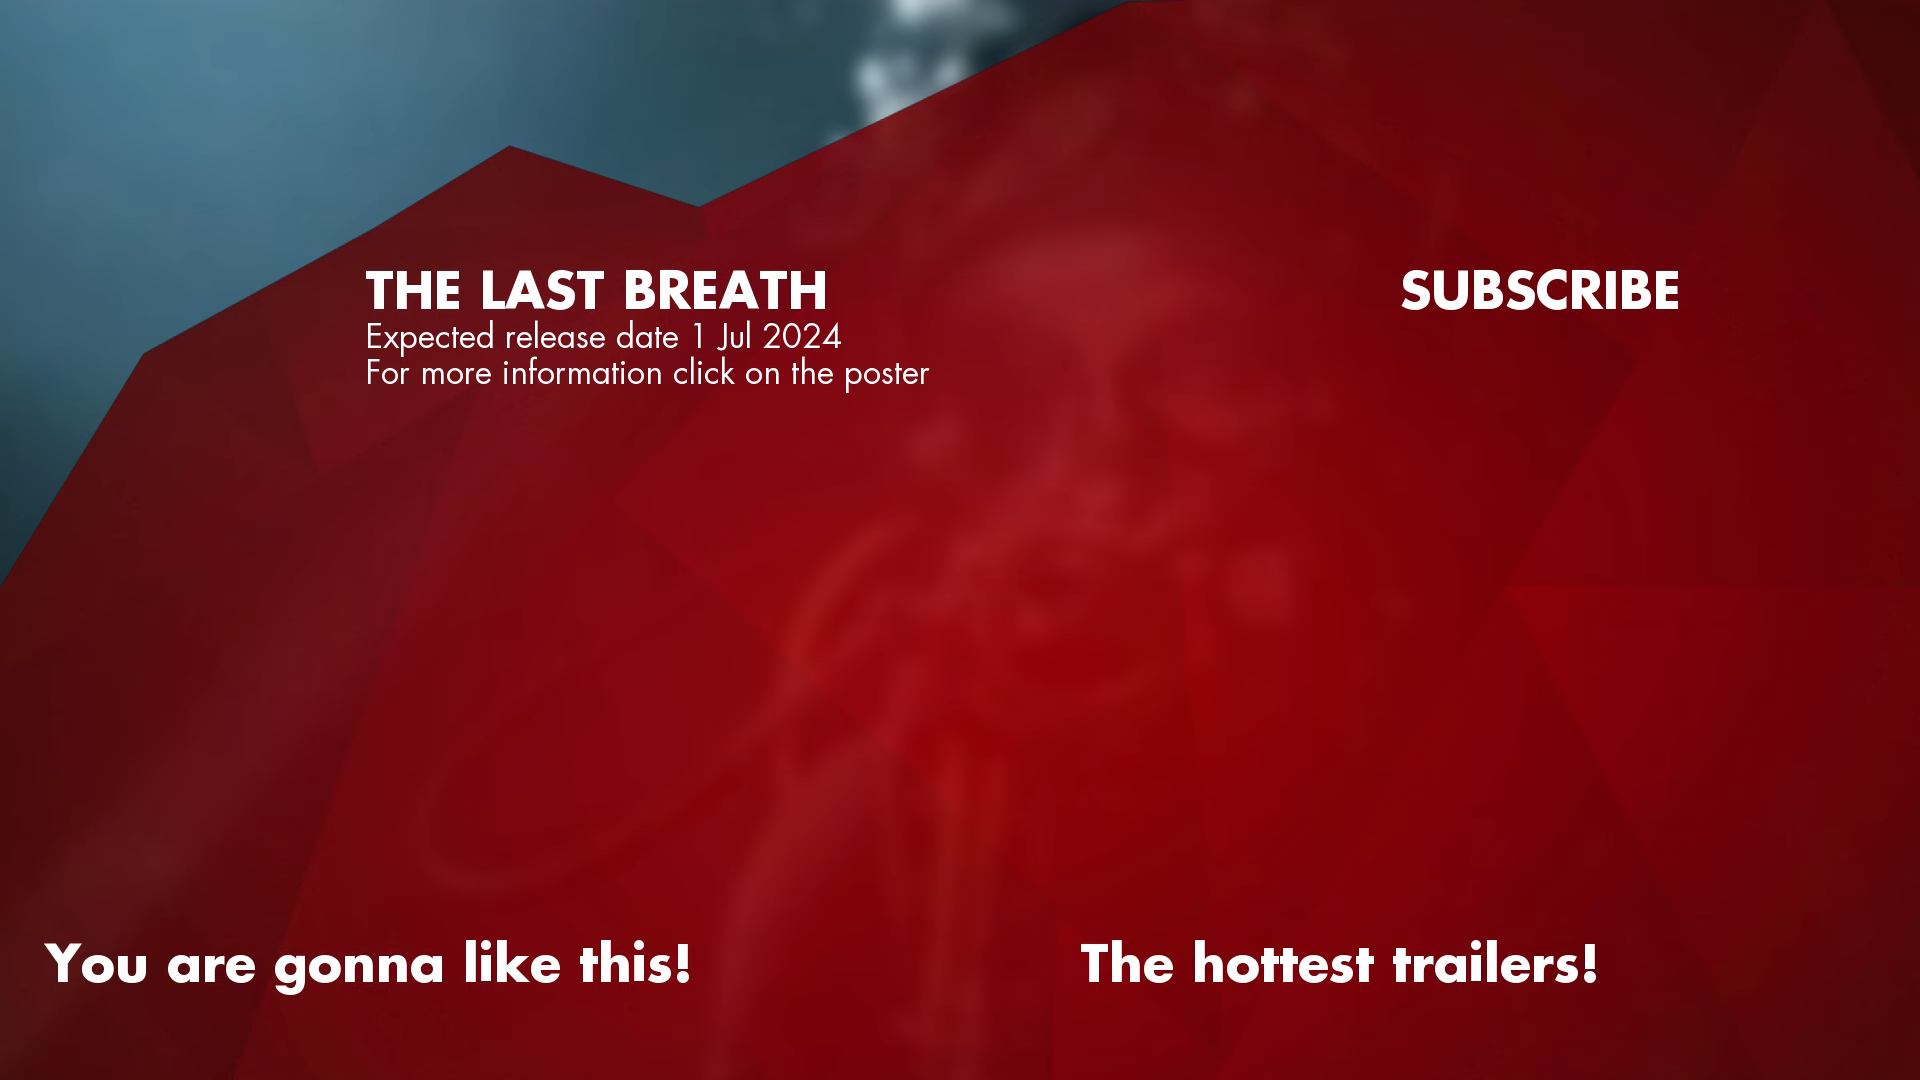 THE LAST BREATH
Expected release date 1 Jul 2024
For more information click on the poster
SUBSCRIBE
You are gonna like this!
The hottest trailers!